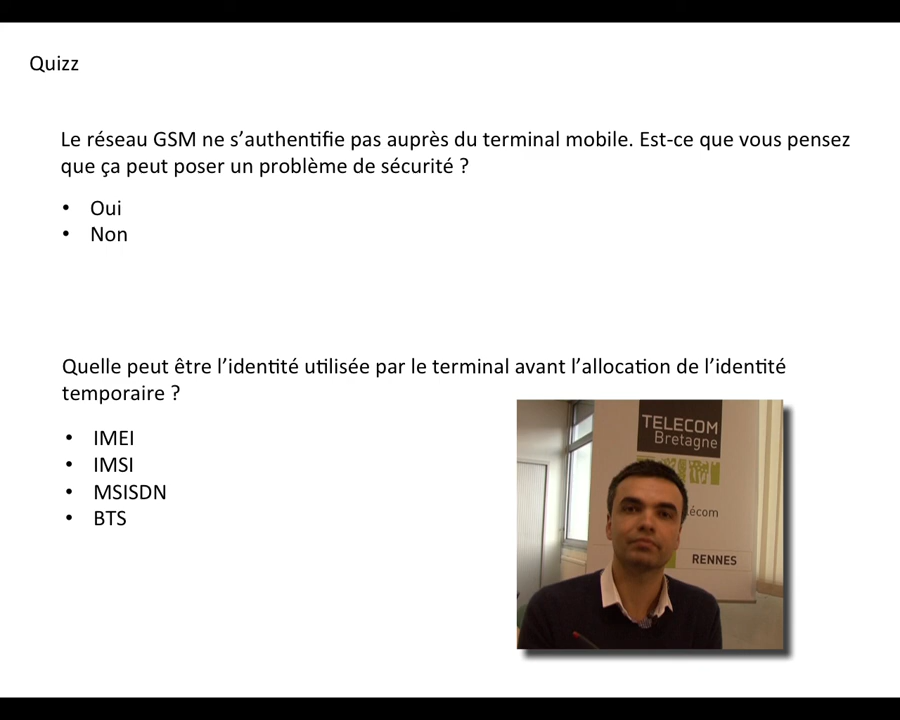 Quizz
Le réseau GSM ne s’authentifie pas auprès du terminal mobile. Est-ce que vous pensez
que ça peut poser un problème de sécurité ?
• Oui
• Non
Quelle peut être l’identité utilisée par le terminal avant l’allocation de l’identité
temporaire ?
• IMEI
• IMSI
• MSISDN
• BTS
TELECOM
Bretagne
RENNES